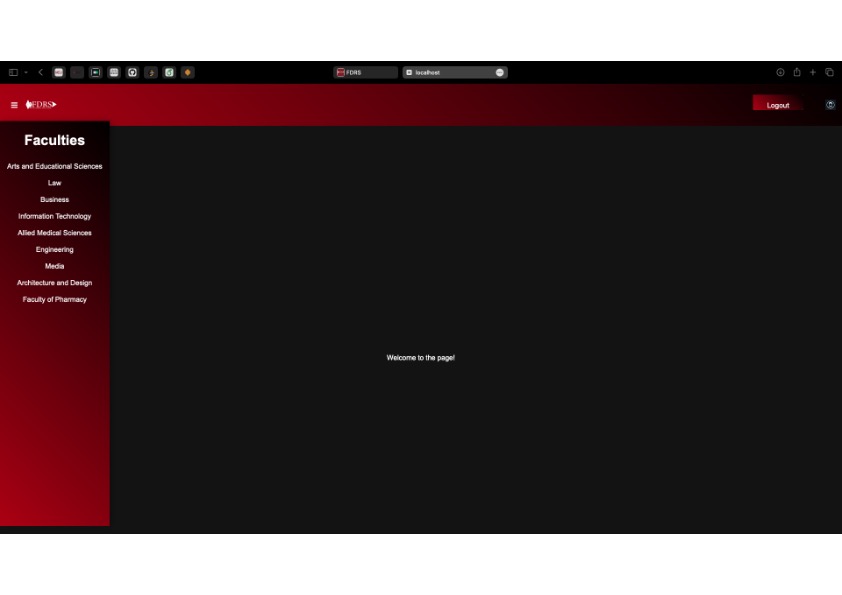 FDRS
localhost
FDRS
Logout
Faculties
Arts and Educational Sciences
Law
Business
Information Technology
Allied Medical Sciences
Engineering
Media
Architecture and Design
Faculty of Pharmacy
Welcome to the page!